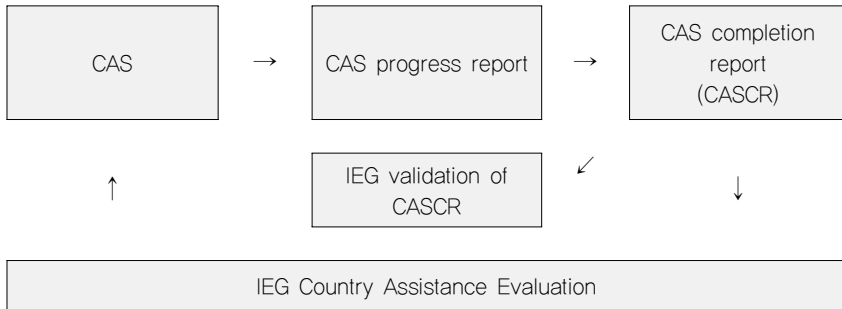 CAS
→
CAS progress report
→
CAS completion
report
(CASCR)
IEG validation of
CASCR
↙
↑
↓
IEG Country Assistance Evaluation